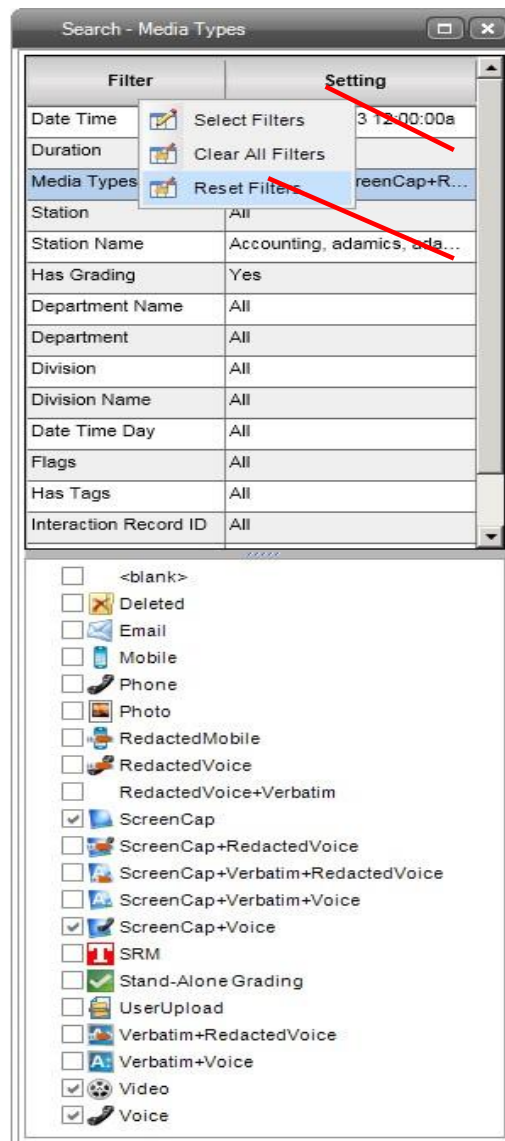 Search - Media Types
Filter Setting
Date Time 3 12:00:00a
Select Filters
Duration
Clear All Filters
Media Types reenCap+R...
Reset Filters
Station All
Station Name Accounting, adamics, ada...
Has Grading Yes
Department Name All
Department All
Division All
Division Name All
Date Time Day All
Flags All
Has Tags All
Interaction Record ID All
<blank>
Deleted
Email
Mobile
Phone
Photo
RedactedMobile
RedactedVoice
RedactedVoice+Verbatim
ScreenCap
ScreenCap+RedactedVoice
ScreenCap+Verbatim+RedactedVoice
ScreenCap+Verbatim+Voice
ScreenCap+Voice
SRM
Stand-Alone Grading
UserUpload
Verbatim+RedactedVoice
Verbatim+Voice
Video
Voice